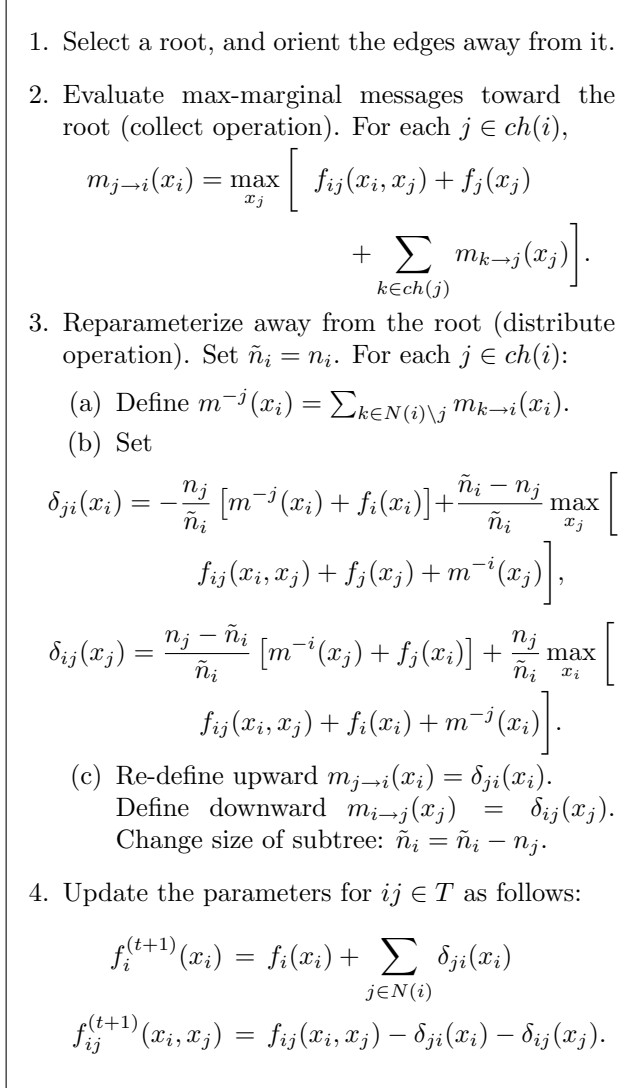 1. Select a root, and orient the edges away from it.
2. Evaluate max-marginal messages toward the
root (collect operation). For each j ∈ ch(i),
m_{j→i}(x_i) = max_{x_j} [ f_{ij}(x_i, x_j) + f_j(x_j)
+ ∑_{k∈ch(j)} m_{k→j}(x_j) ].
3. Reparameterize away from the root (distribute
operation). Set ñ_i = n_i. For each j ∈ ch(i):
(a) Define m^{-j}(x_i) = ∑_{k∈N(i)\j} m_{k→i}(x_i).
(b) Set
δ_{ji}(x_i) = −\frac{n_j}{ñ_i} [m^{-j}(x_i) + f_i(x_i)] + \frac{ñ_i − n_j}{ñ_i} max_{x_j} [
f_{ij}(x_i, x_j) + f_j(x_j) + m^{-i}(x_j) ],
δ_{ij}(x_j) = \frac{n_j − ñ_i}{ñ_i} [m^{-i}(x_j) + f_j(x_i)] + \frac{n_j}{ñ_i} max_{x_i} [
f_{ij}(x_i, x_j) + f_i(x_i) + m^{-j}(x_i) ].
(c) Re-define upward m_{j→i}(x_i) = δ_{ji}(x_i).
Define downward m_{i→j}(x_j) = δ_{ij}(x_j).
Change size of subtree: ñ_i = ñ_i − n_j.
4. Update the parameters for ij ∈ T as follows:
f_i^{(t+1)}(x_i) = f_i(x_i) + ∑_{j∈N(i)} δ_{ji}(x_i)
f_{ij}^{(t+1)}(x_i, x_j) = f_{ij}(x_i, x_j) − δ_{ji}(x_i) − δ_{ij}(x_j).